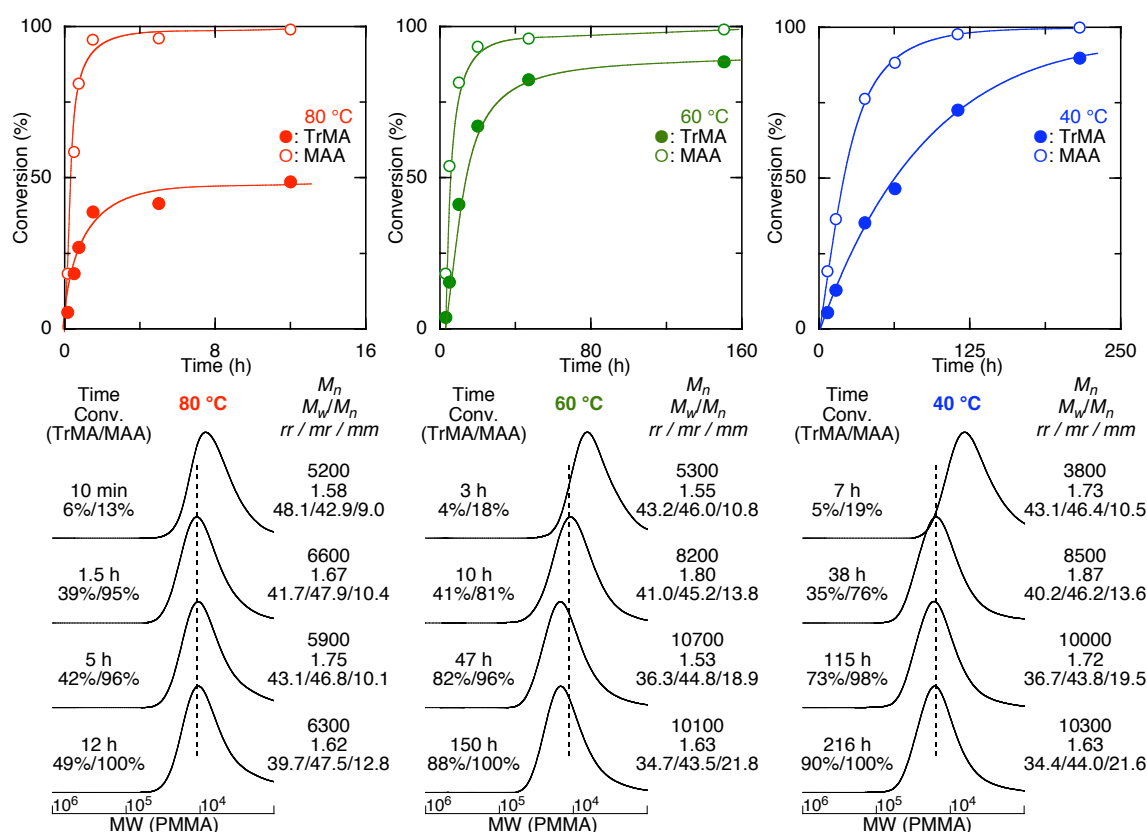 100
50
0
Conversion (%)
80 °C
●: TrMA
○: MAA
0
8
16
Time (h)
100
50
0
Conversion (%)
60 °C
●: TrMA
○: MAA
0
80
160
Time (h)
100
50
0
Conversion (%)
40 °C
●: TrMA
○: MAA
0
125
250
Time (h)
Time
Conv.
(TrMA/MAA)
80 °C
Mn
Mw/Mn
rr / mr / mm
10 min
6%/13%
5200
1.58
48.1/42.9/9.0
1.5 h
39%/95%
6600
1.67
41.7/47.9/10.4
5 h
42%/96%
5900
1.75
43.1/46.8/10.1
12 h
49%/100%
6300
1.62
39.7/47.5/12.8
10⁶
10⁵
10⁴
MW (PMMA)
Time
Conv.
(TrMA/MAA)
60 °C
Mn
Mw/Mn
rr / mr / mm
3 h
4%/18%
5300
1.55
43.2/46.0/10.8
10 h
41%/81%
8200
1.80
41.0/45.2/13.8
47 h
82%/96%
10700
1.53
36.3/44.8/18.9
150 h
88%/100%
10100
1.63
34.7/43.5/21.8
10⁶
10⁵
10⁴
MW (PMMA)
Time
Conv.
(TrMA/MAA)
40 °C
Mn
Mw/Mn
rr / mr / mm
7 h
5%/19%
3800
1.73
43.1/46.4/10.5
38 h
35%/76%
8500
1.87
40.2/46.2/13.6
115 h
73%/98%
10000
1.72
36.7/43.8/19.5
216 h
90%/100%
10300
1.63
34.4/44.0/21.6
10⁶
10⁵
10⁴
MW (PMMA)